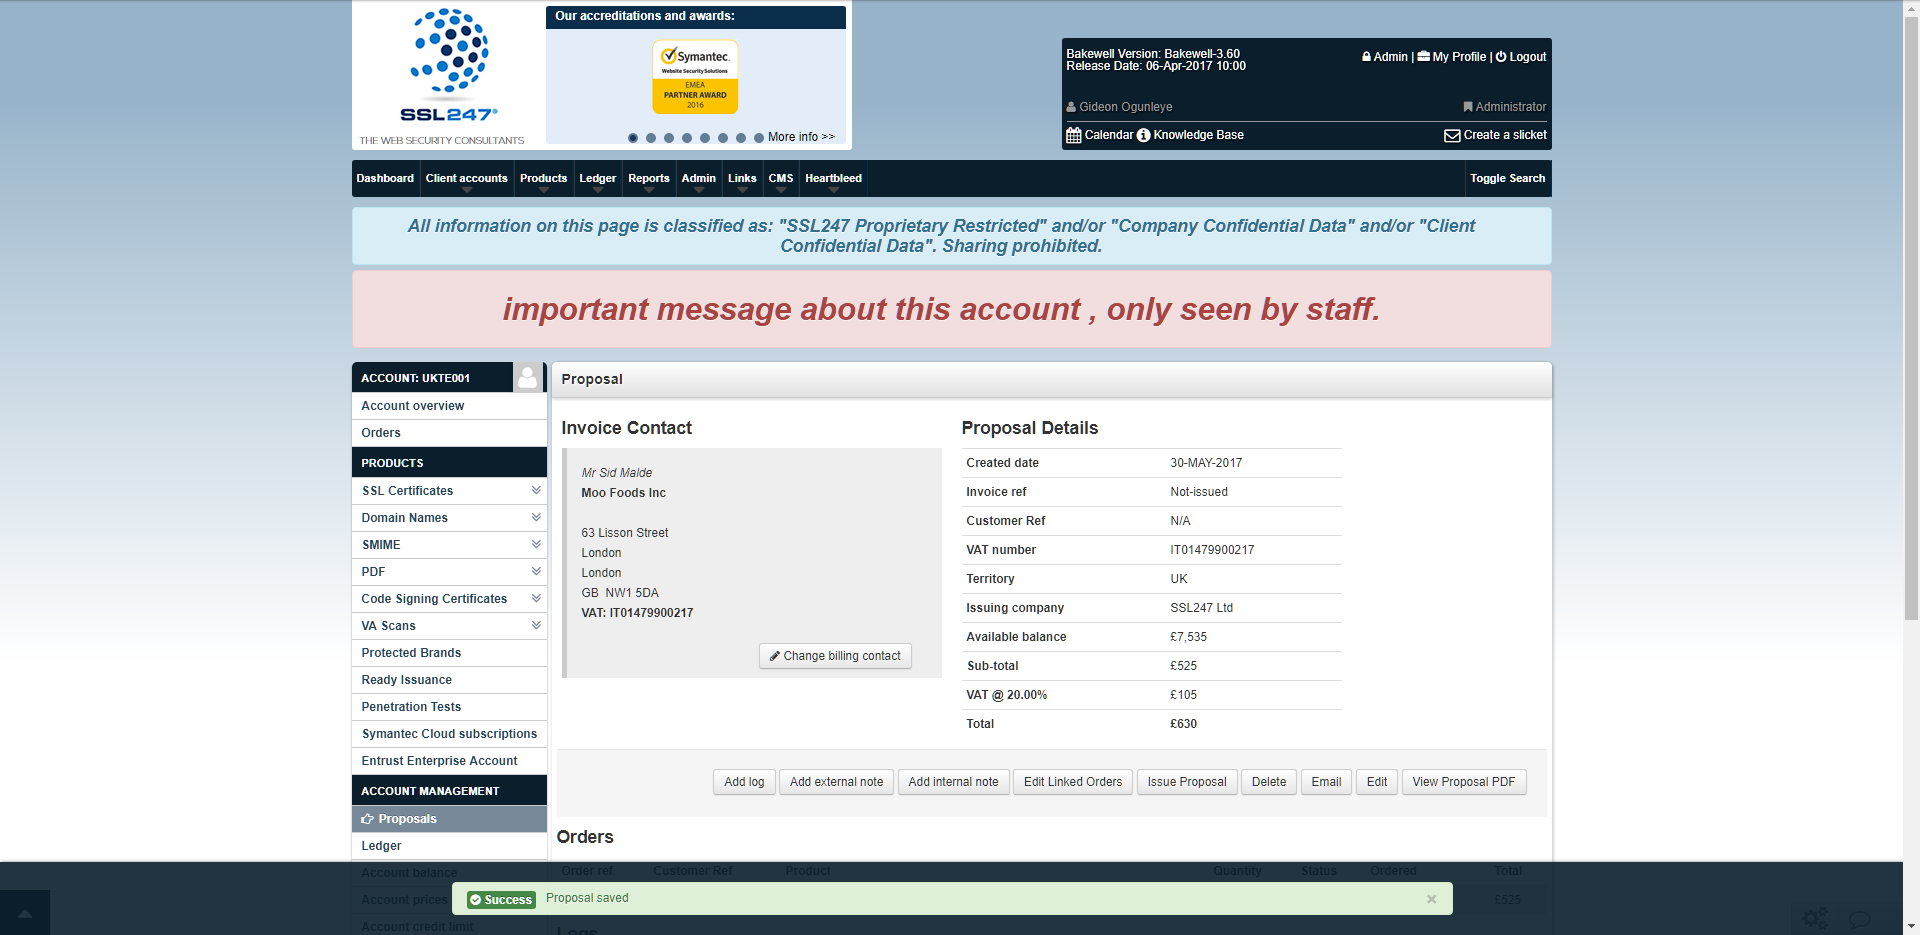 SSL247®
THE WEB SECURITY CONSULTANTS
Our accreditations and awards:
Symantec.
Website Security Solutions
EMEA
PARTNER AWARD
2016
More info >>
Bakewell Version: Bakewell-3.60
Release Date: 06-Apr-2017 10:00
Admin | My Profile | Logout
Gideon Ogunleye
Administrator
Calendar Knowledge Base
Create a slicket
Dashboard Client accounts Products Ledger Reports Admin Links CMS Heartbleed Toggle Search
All information on this page is classified as: "SSL247 Proprietary Restricted" and/or "Company Confidential Data" and/or "Client
Confidential Data". Sharing prohibited.
important message about this account , only seen by staff.
ACCOUNT: UKTE001
Account overview
Orders
PRODUCTS
SSL Certificates
Domain Names
SMIME
PDF
Code Signing Certificates
VA Scans
Protected Brands
Ready Issuance
Penetration Tests
Symantec Cloud subscriptions
Entrust Enterprise Account
ACCOUNT MANAGEMENT
Proposals
Ledger
Account balance
Account prices
Account credit limit
Proposal
Invoice Contact
Mr Sid Malde
Moo Foods Inc
63 Lisson Street
London
London
GB NW1 5DA
VAT: IT01479900217
Change billing contact
Proposal Details
Created date 30-MAY-2017
Invoice ref Not-issued
Customer Ref N/A
VAT number IT01479900217
Territory UK
Issuing company SSL247 Ltd
Available balance £7,535
Sub-total £525
VAT @ 20.00% £105
Total £630
Add log Add external note Add internal note Edit Linked Orders Issue Proposal Delete Email Edit View Proposal PDF
Orders
Order ref Customer Ref Product Quantity Status Ordered Total
£525
Success Proposal saved ×
Logs